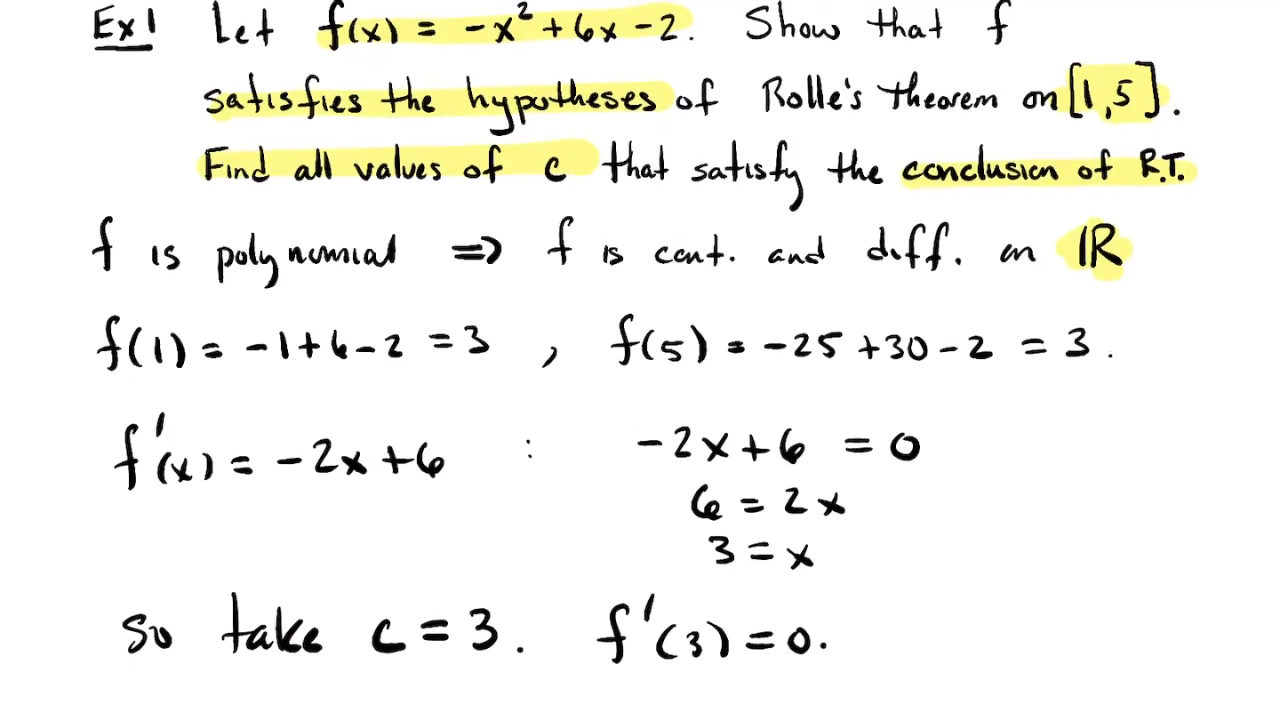 Ex 1 Let f(x) = -x² + 6x - 2. Show that f
satisfies the hypotheses of Rolle's theorem on [1,5].
Find all values of c that satisfy the conclusion of R.T.
f is polynomial => f is cont. and diff. on ℝ
f(1) = -1+6-2 = 3 , f(5) = -25 +30-2 = 3.
f'(x) = -2x+6 : -2x+6 = 0
6 = 2x
3 = x
so take c = 3. f'(3) = 0.